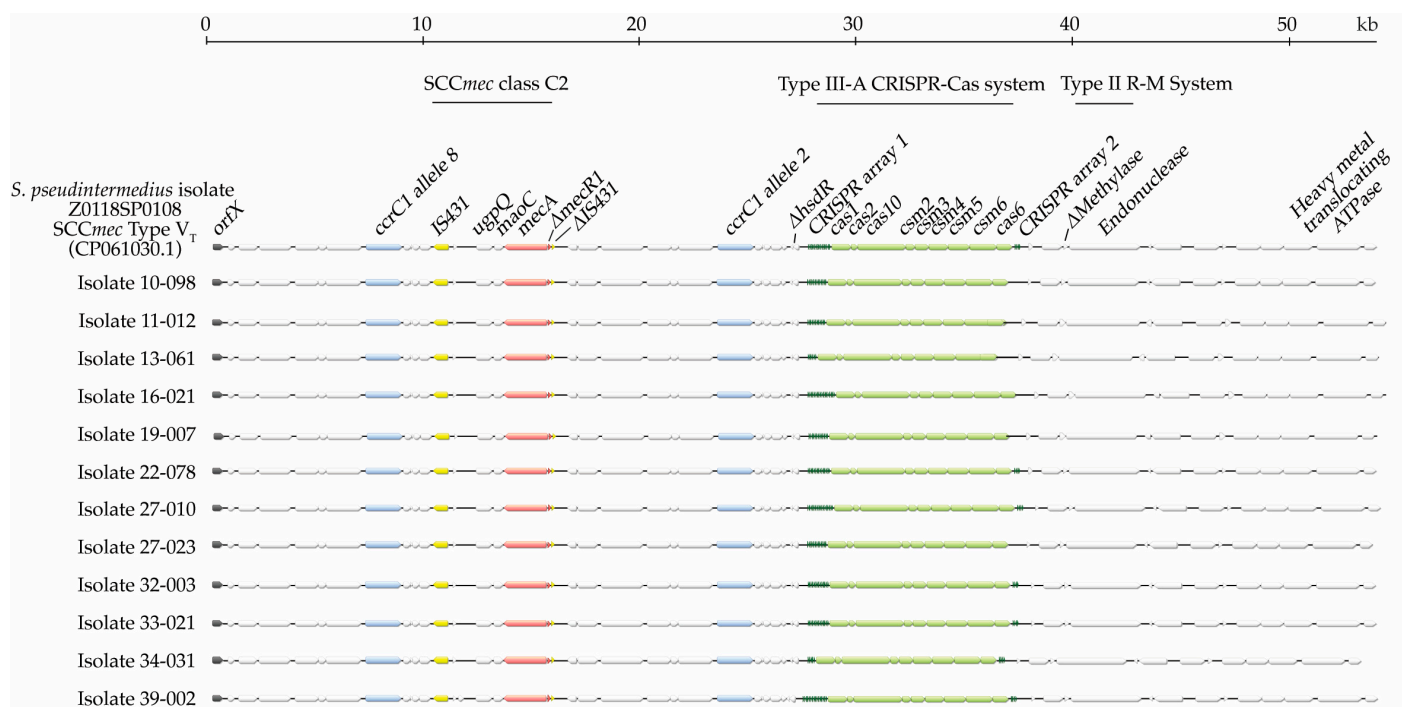 0 10 20 30 40 50 kb
SCCmec class C2 Type III-A CRISPR-Cas system Type II R-M System
S. pseudintermedius isolate
Z0118SP0108
SCCmec Type VT
(CP061030.1)
orfX
ccrC1 allele 8
IS431
ugpQ
maoC
mecA
ΔmecR1
ΔIS431
ccrC1 allele 2
ΔhsdR
CRISPR array 1
cas1
cas2
cas10
csm2
csm3
csm4
csm5
csm6
cas6
CRISPR array 2
ΔMethylase
Endonuclease
Heavy metal
translocating
ATPase
Isolate 10-098
Isolate 11-012
Isolate 13-061
Isolate 16-021
Isolate 19-007
Isolate 22-078
Isolate 27-010
Isolate 27-023
Isolate 32-003
Isolate 33-021
Isolate 34-031
Isolate 39-002